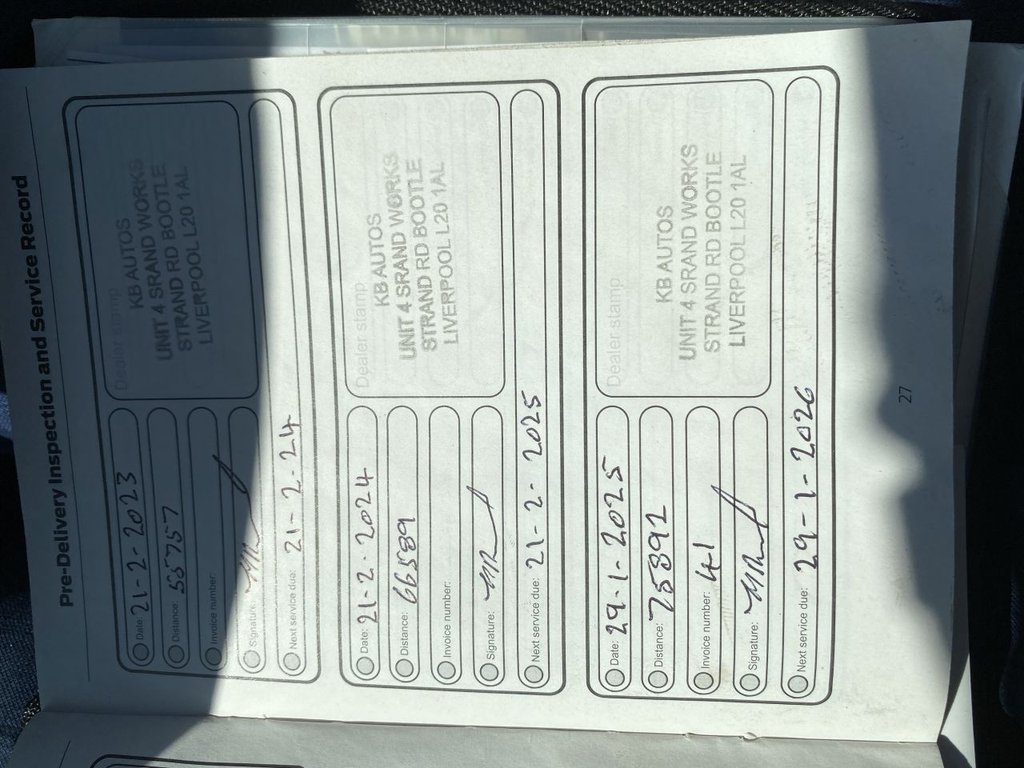 Pre-Delivery Inspection and Service Record
Date: 21-2-2023
Distance: 55757
Invoice number:
Signature:
Next service due: 21-2-24
Dealer stamp
KB AUTOS
UNIT 4 SRAND WORKS
STRAND RD BOOTLE
LIVERPOOL L20 1AL
Date: 21-2-2024
Distance: 66589
Invoice number:
Signature:
Next service due: 21-2-2025
Dealer stamp
KB AUTOS
UNIT 4 SRAND WORKS
STRAND RD BOOTLE
LIVERPOOL L20 1AL
Date: 29-1-2025
Distance: 75892
Invoice number: 41
Signature:
Next service due: 29-1-2026
Dealer stamp
KB AUTOS
UNIT 4 SRAND WORKS
STRAND RD BOOTLE
LIVERPOOL L20 1AL
27